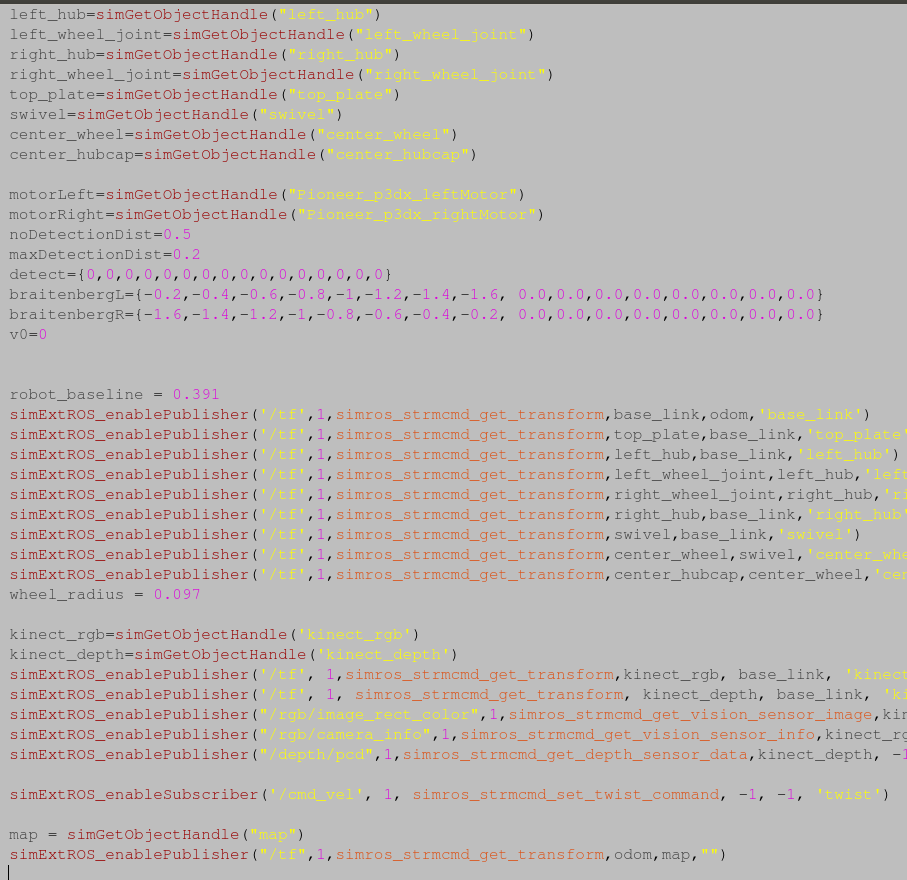 left_hub=simGetObjectHandle("left_hub")
left_wheel_joint=simGetObjectHandle("left_wheel_joint")
right_hub=simGetObjectHandle("right_hub")
right_wheel_joint=simGetObjectHandle("right_wheel_joint")
top_plate=simGetObjectHandle("top_plate")
swivel=simGetObjectHandle("swivel")
center_wheel=simGetObjectHandle("center_wheel")
center_hubcap=simGetObjectHandle("center_hubcap")
motorLeft=simGetObjectHandle("Pioneer_p3dx_leftMotor")
motorRight=simGetObjectHandle("Pioneer_p3dx_rightMotor")
noDetectionDist=0.5
maxDetectionDist=0.2
detect={0,0,0,0,0,0,0,0,0,0,0,0,0,0,0,0}
braitenbergL={-0.2,-0.4,-0.6,-0.8,-1,-1.2,-1.4,-1.6, 0.0,0.0,0.0,0.0,0.0,0.0,0.0,0.0}
braitenbergR={-1.6,-1.4,-1.2,-1,-0.8,-0.6,-0.4,-0.2, 0.0,0.0,0.0,0.0,0.0,0.0,0.0,0.0}
v0=0
robot_baseline = 0.391
simExtROS_enablePublisher('/tf',1,simros_strmcmd_get_transform,base_link,odom,'base_link')
simExtROS_enablePublisher('/tf',1,simros_strmcmd_get_transform,top_plate,base_link,'top_plate'
simExtROS_enablePublisher('/tf',1,simros_strmcmd_get_transform,left_hub,base_link,'left_hub')
simExtROS_enablePublisher('/tf',1,simros_strmcmd_get_transform,left_wheel_joint,left_hub,'left
simExtROS_enablePublisher('/tf',1,simros_strmcmd_get_transform,right_wheel_joint,right_hub,'ri
simExtROS_enablePublisher('/tf',1,simros_strmcmd_get_transform,right_hub,base_link,'right_hub'
simExtROS_enablePublisher('/tf',1,simros_strmcmd_get_transform,swivel,base_link,'swivel')
simExtROS_enablePublisher('/tf',1,simros_strmcmd_get_transform,center_wheel,swivel,'center_whe
simExtROS_enablePublisher('/tf',1,simros_strmcmd_get_transform,center_hubcap,center_wheel,'cen
wheel_radius = 0.097
kinect_rgb=simGetObjectHandle('kinect_rgb')
kinect_depth=simGetObjectHandle('kinect_depth')
simExtROS_enablePublisher('/tf', 1,simros_strmcmd_get_transform,kinect_rgb, base_link, 'kinect
simExtROS_enablePublisher('/tf', 1, simros_strmcmd_get_transform, kinect_depth, base_link, 'ki
simExtROS_enablePublisher("/rgb/image_rect_color",1,simros_strmcmd_get_vision_sensor_image,kin
simExtROS_enablePublisher("/rgb/camera_info",1,simros_strmcmd_get_vision_sensor_info,kinect_rg
simExtROS_enablePublisher("/depth/pcd",1,simros_strmcmd_get_depth_sensor_data,kinect_depth, -1
simExtROS_enableSubscriber('/cmd_vel', 1, simros_strmcmd_set_twist_command, -1, -1, 'twist')
map = simGetObjectHandle("map")
simExtROS_enablePublisher("/tf",1,simros_strmcmd_get_transform,odom,map,"")